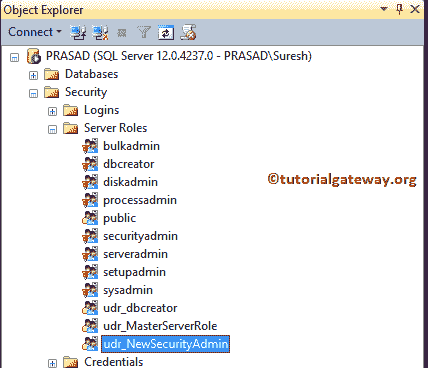 Object Explorer
Connect
PRASAD (SQL Server 12.0.4237.0 - PRASAD\Suresh)
Databases
Security
Logins
Server Roles
bulkadmin
dbcreator
diskadmin
©tutorialgateway.org
processadmin
public
securityadmin
serveradmin
setupadmin
sysadmin
udr_dbcreator
udr_MasterServerRole
udr_NewSecurityAdmin
Credentials